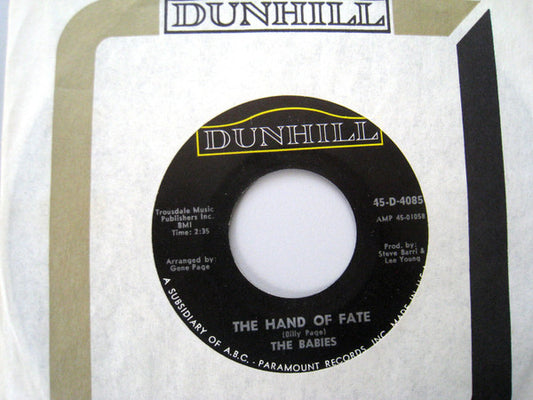 DUNHILL
DUNHILL
Trousdale Music
Publishers Inc.
BMI
Time: 2:35
Arranged by
Gene Page
45-D-4085
AMP 45-01058
Prod. by:
Steve Barri &
Len Young
THE HAND OF FATE
(Billy Page)
THE BABIES
A SUBSIDIARY OF A.B.C. - PARAMOUNT RECORDS, INC. MADE IN